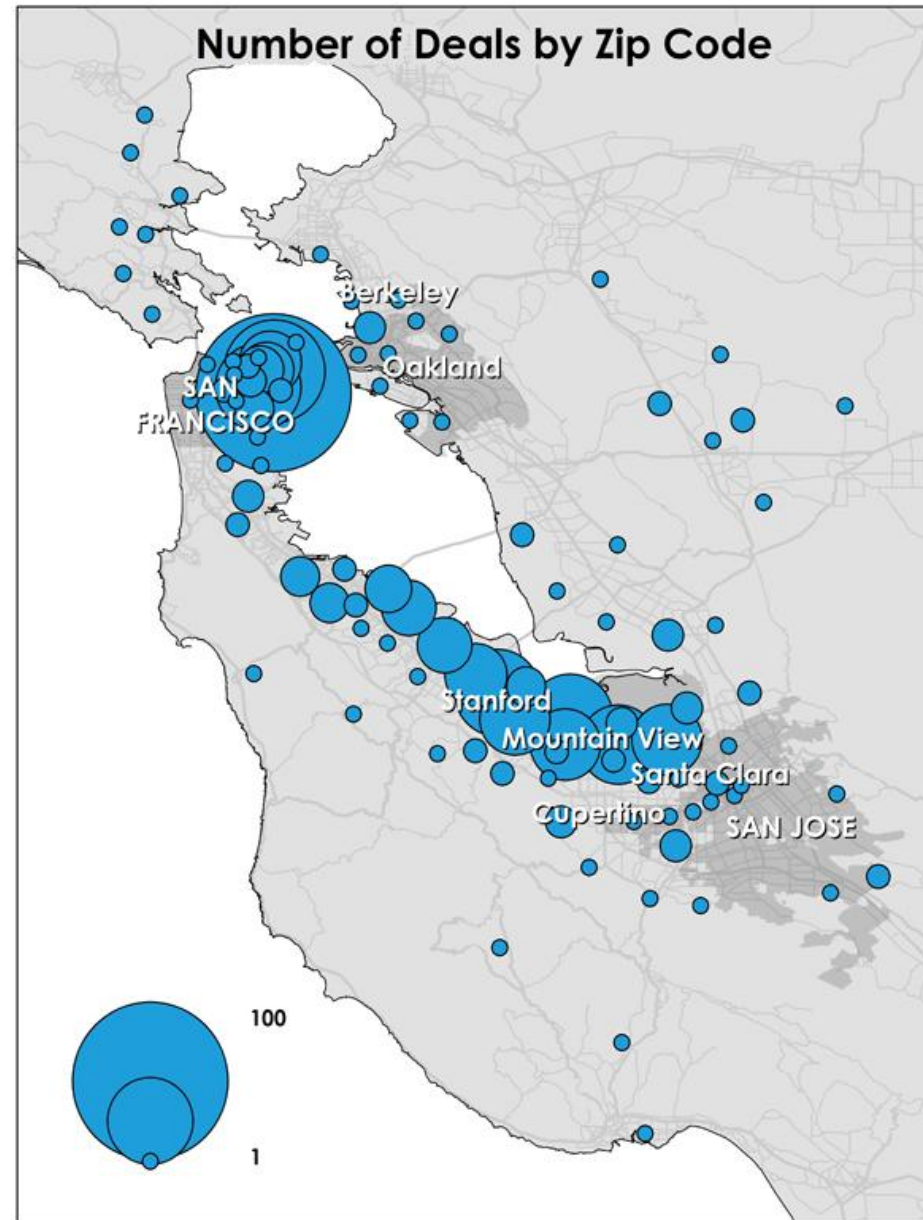 Number of Deals by Zip Code
Berkeley
Oakland
SAN
FRANCISCO
Stanford
Mountain View
Santa Clara
Cupertino
SAN JOSE
100
1